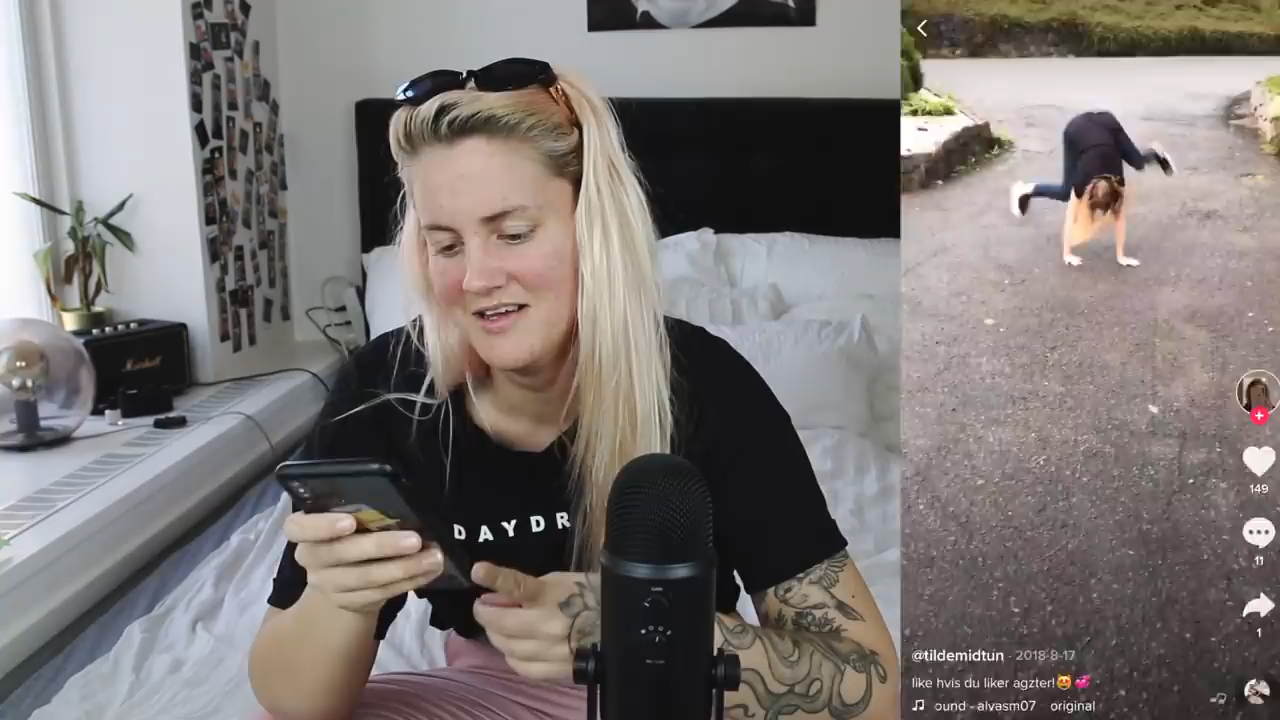 Marshall
DAYDR
149
11
1
@tildemidtun · 2018-8-17
like hvis du liker agzter!😍💞
ound - alvasm07 original